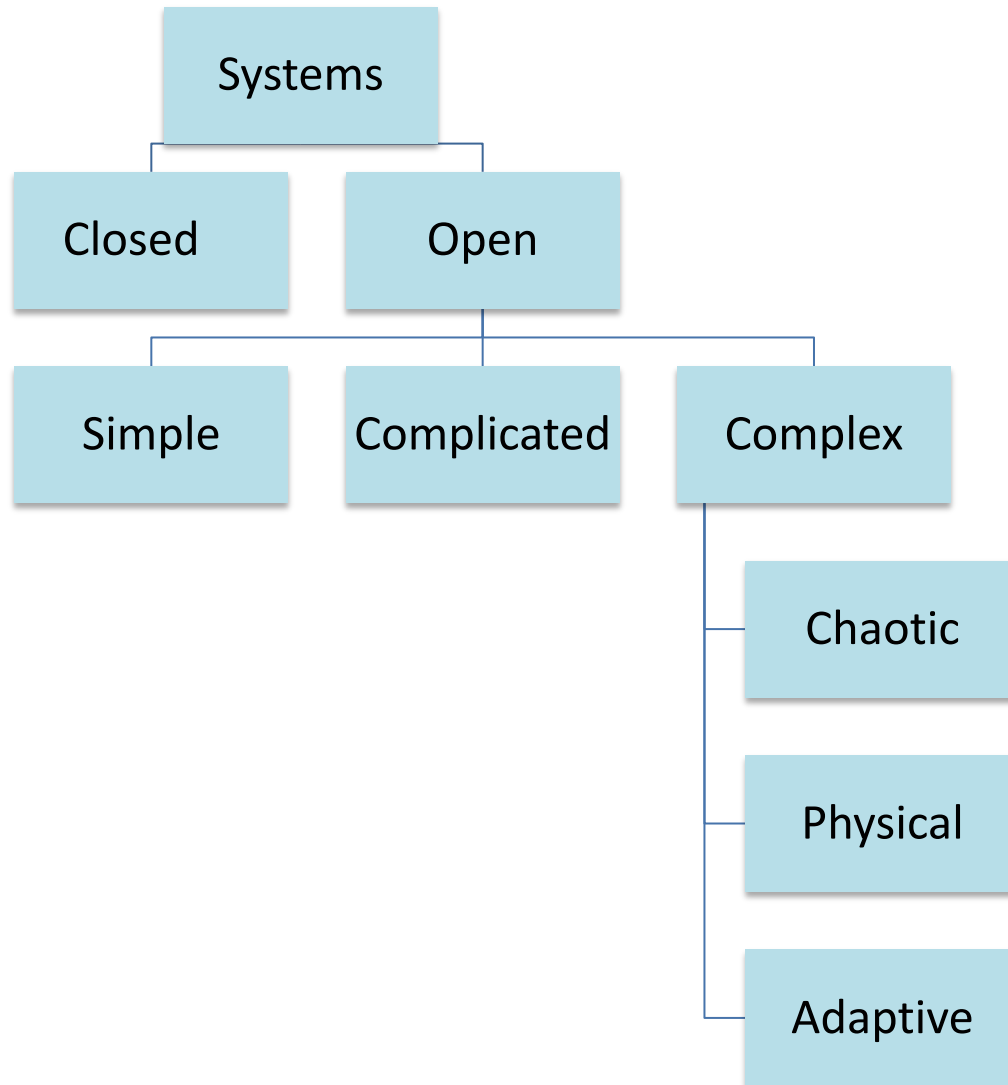 Systems
Closed
Open
Simple
Complicated
Complex
Chaotic
Physical
Adaptive